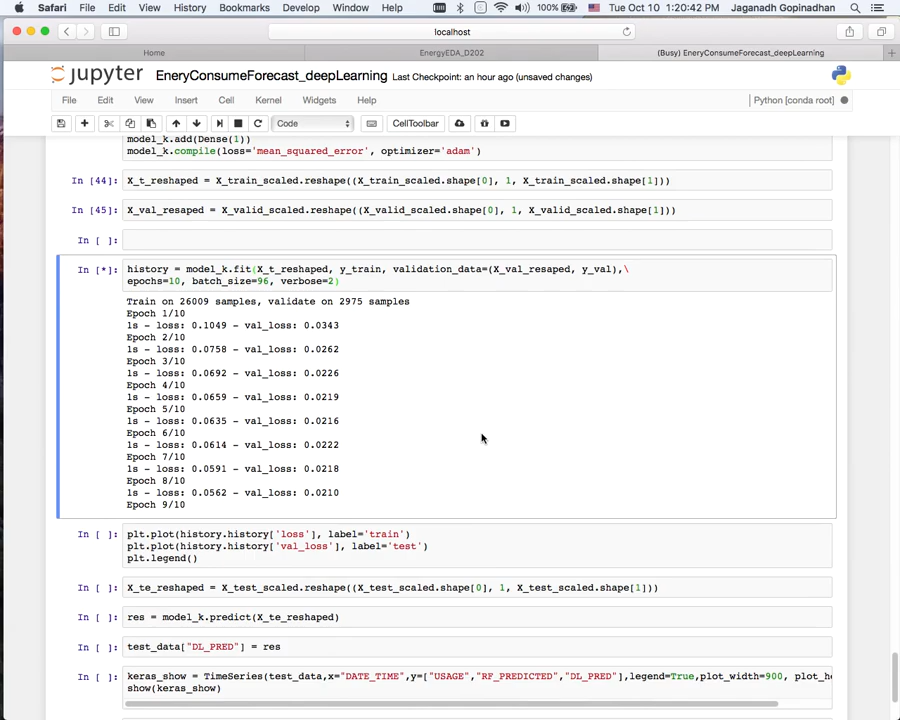 Safari File Edit View History Bookmarks Develop Window Help 100% Tue Oct 10 1:20:42 PM Jaganadh Gopinadhan
localhost
Home EnergyEDA_D202 (Busy) EneryConsumeForecast_deepLearning
jupyter EneryConsumeForecast_deepLearning Last Checkpoint: an hour ago (unsaved changes)
File Edit View Insert Cell Kernel Widgets Help Python [conda root]
Code CellToolbar
model_k.add(Dense(1))
model_k.compile(loss='mean_squared_error', optimizer='adam')
In [44]: X_t_reshaped = X_train_scaled.reshape((X_train_scaled.shape[0], 1, X_train_scaled.shape[1]))
In [45]: X_val_resaped = X_valid_scaled.reshape((X_valid_scaled.shape[0], 1, X_valid_scaled.shape[1]))
In [ ]:
In [*]: history = model_k.fit(X_t_reshaped, y_train, validation_data=(X_val_resaped, y_val),\
epochs=10, batch_size=96, verbose=2)
Train on 26009 samples, validate on 2975 samples
Epoch 1/10
1s - loss: 0.1049 - val_loss: 0.0343
Epoch 2/10
1s - loss: 0.0758 - val_loss: 0.0262
Epoch 3/10
1s - loss: 0.0692 - val_loss: 0.0226
Epoch 4/10
1s - loss: 0.0659 - val_loss: 0.0219
Epoch 5/10
1s - loss: 0.0635 - val_loss: 0.0216
Epoch 6/10
1s - loss: 0.0614 - val_loss: 0.0222
Epoch 7/10
1s - loss: 0.0591 - val_loss: 0.0218
Epoch 8/10
1s - loss: 0.0562 - val_loss: 0.0210
Epoch 9/10
In [ ]: plt.plot(history.history['loss'], label='train')
plt.plot(history.history['val_loss'], label='test')
plt.legend()
In [ ]: X_te_reshaped = X_test_scaled.reshape((X_test_scaled.shape[0], 1, X_test_scaled.shape[1]))
In [ ]: res = model_k.predict(X_te_reshaped)
In [ ]: test_data["DL_PRED"] = res
In [ ]: keras_show = TimeSeries(test_data,x="DATE_TIME",y=["USAGE","RF_PREDICTED","DL_PRED"],legend=True,plot_width=900, plot_he
show(keras_show)